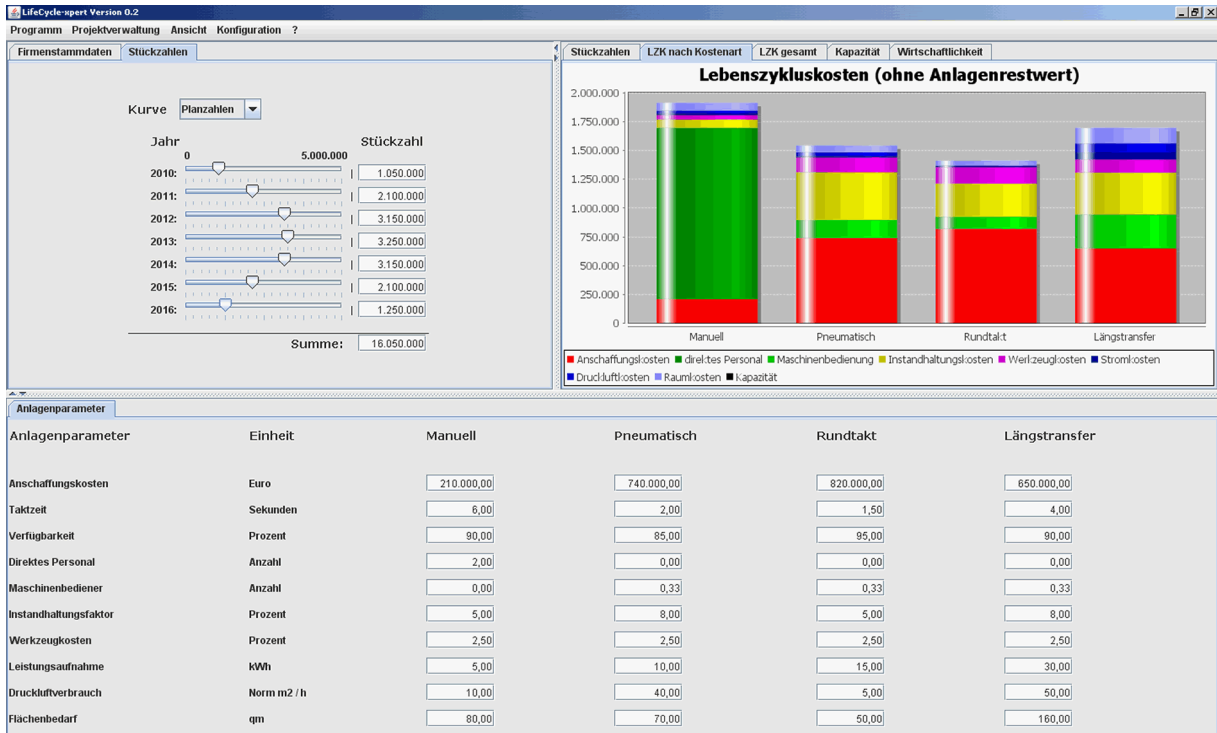 LifeCycle-xpert Version 0.2
Programm Projektverwaltung Ansicht Konfiguration ?
Firmenstammdaten Stückzahlen
Kurve Planzahlen
Jahr Stückzahl
0 5.000.000
2010: 1.050.000
2011: 2.100.000
2012: 3.150.000
2013: 3.250.000
2014: 3.150.000
2015: 2.100.000
2016: 1.250.000
Summe: 16.050.000
Stückzahlen LZK nach Kostenart LZK gesamt Kapazität Wirtschaftlichkeit
Lebenszykluskosten (ohne Anlagenrestwert)
2.000.000
1.750.000
1.500.000
1.250.000
1.000.000
750.000
500.000
250.000
0
Manuell Pneumatisch Rundtakt Längstransfer
Anschaffungskosten direktes Personal Maschinenbedienung Instandhaltungskosten Werkzeugkosten Stromkosten
Druckluftkosten Raumkosten Kapazität
Anlagenparameter
Anlagenparameter Einheit Manuell Pneumatisch Rundtakt Längstransfer
Anschaffungskosten Euro 210.000,00 740.000,00 820.000,00 650.000,00
Taktzeit Sekunden 6,00 2,00 1,50 4,00
Verfügbarkeit Prozent 90,00 85,00 95,00 90,00
Direktes Personal Anzahl 2,00 0,00 0,00 0,00
Maschinenbediener Anzahl 0,00 0,33 0,33 0,33
Instandhaltungsfaktor Prozent 5,00 8,00 5,00 8,00
Werkzeugkosten Prozent 2,50 2,50 2,50 2,50
Leistungsaufnahme kWh 5,00 10,00 15,00 30,00
Druckluftverbrauch Norm m2 / h 10,00 40,00 5,00 50,00
Flächenbedarf qm 80,00 70,00 50,00 160,00